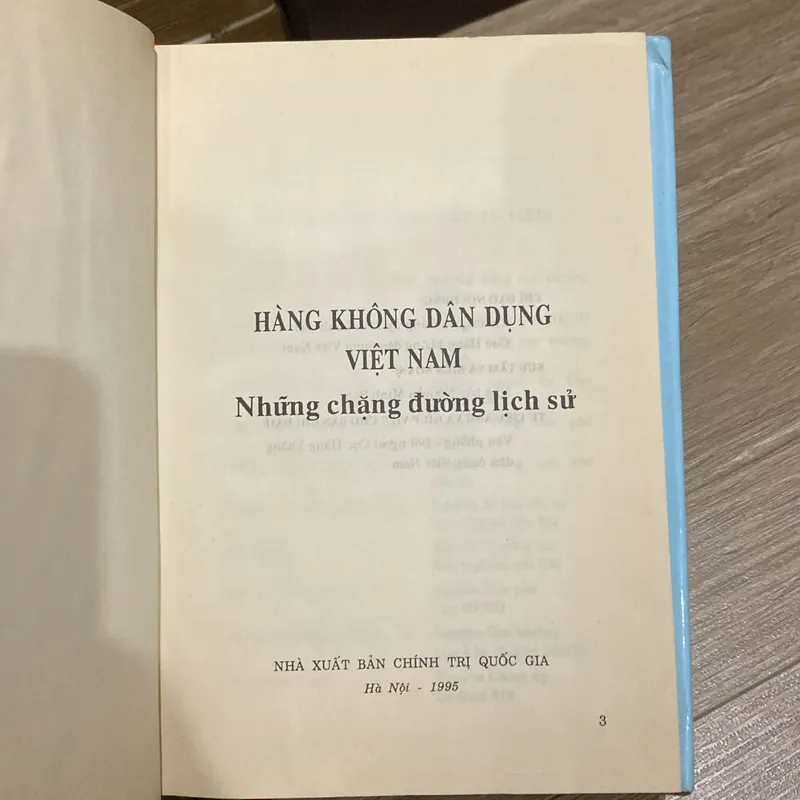 HÀNG KHÔNG DÂN DỤNG
VIỆT NAM
Những chặng đường lịch sử
NHÀ XUẤT BẢN CHÍNH TRỊ QUỐC GIA
Hà Nội - 1995
3